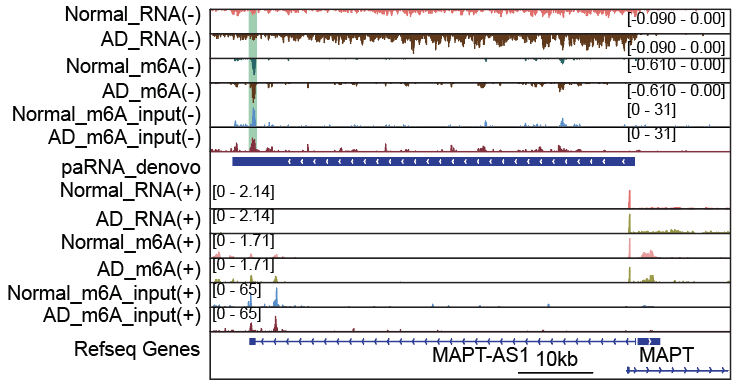 Normal_RNA(-) [-0.090 - 0.00]
AD_RNA(-) [-0.090 - 0.00]
Normal_m6A(-) [-0.610 - 0.00]
AD_m6A(-) [-0.610 - 0.00]
Normal_m6A_input(-) [0 - 31]
AD_m6A_input(-) [0 - 31]
paRNA_denovo
Normal_RNA(+) [0 - 2.14]
AD_RNA(+) [0 - 2.14]
Normal_m6A(+) [0 - 1.71]
AD_m6A(+) [0 - 1.71]
Normal_m6A_input(+) [0 - 65]
AD_m6A_input(+) [0 - 65]
Refseq Genes MAPT-AS1 10kb MAPT